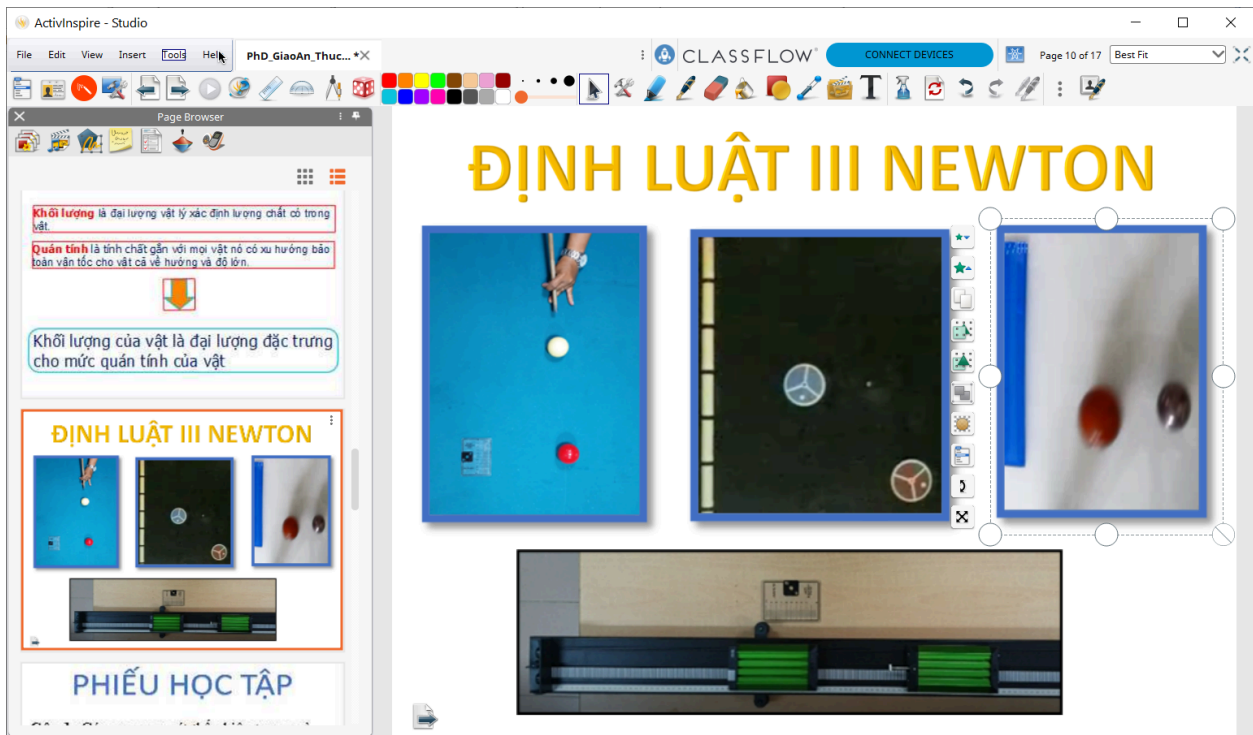 ActivInspire - Studio
File Edit View Insert Tools Help
PhD_GiaoAn_Thuc... *
CLASSFLOW
CONNECT DEVICES
Page 10 of 17
Best Fit
Page Browser
Khối lượng là đại lượng vật lý xác định lượng chất có trong
vật.
Quán tính là tính chất gắn với mọi vật nó có xu hướng bảo
toàn vận tốc cho vật cả về hướng và độ lớn.
Khối lượng của vật là đại lượng đặc trưng
cho mức quán tính của vật
ĐỊNH LUẬT III NEWTON
PHIẾU HỌC TẬP
ĐỊNH LUẬT III NEWTON